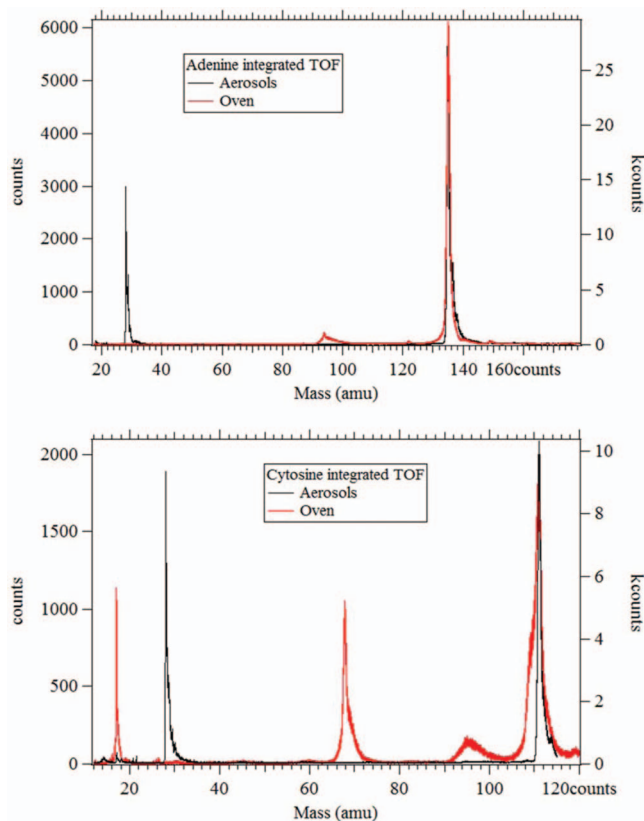 6000
5000
4000
3000
2000
1000
0
counts
Adenine integrated TOF
Aerosols
Oven
25
20
15
10
5
0
kcounts
20 40 60 80 100 120 140 160counts
Mass (amu)
2000
1500
1000
500
0
counts
Cytosine integrated TOF
Aerosols
Oven
10
8
6
4
2
0
kcounts
20 40 60 80 100 120counts
Mass (amu)